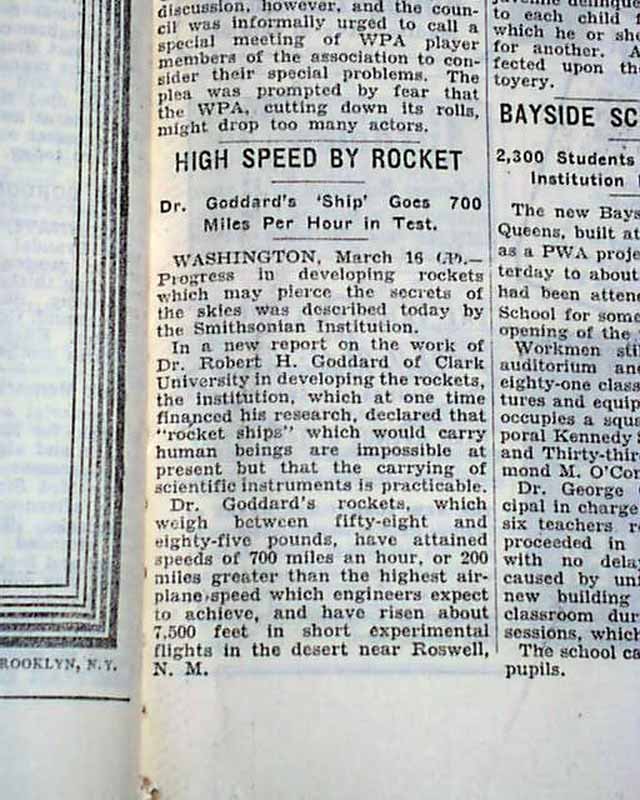 discussion, however, and the coun-
cil was informally urged to call a
special meeting of WPA player
members of the association to con-
sider their special problems. The
plea was prompted by fear that
the WPA, cutting down its rolls,
might drop too many actors.
HIGH SPEED BY ROCKET
Dr. Goddard's 'Ship' Goes 700
Miles Per Hour in Test.
WASHINGTON, March 16 (AP).—
Progress in developing rockets
which may pierce the secrets of
the skies was described today by
the Smithsonian Institution.
In a new report on the work of
Dr. Robert H. Goddard of Clark
University in developing the rockets,
the institution, which at one time
financed his research, declared that
"rocket ships" which would carry
human beings are impossible at
present but that the carrying of
scientific instruments is practicable.
Dr. Goddard's rockets, which
weigh between fifty-eight and
eighty-five pounds, have attained
speeds of 700 miles an hour, or 200
miles greater than the highest air-
plane speed which engineers expect
to achieve, and have risen about
7,500 feet in short experimental
flights in the desert near Roswell,
N. M.
to each child
which he or she
for another. A
fected upon th
toyery.
BAYSIDE SC
2,300 Students
Institution
The new Bays
Queens, built at
as a PWA proje
terday to about
had been atten
School for some
opening of the
Workmen sti
auditorium an
eighty-one class
tures and equip
occupies a squa
poral Kennedy S
and Thirty-thir
mond M. O'Cor
Dr. George
cipal in charge
six teachers r
proceeded in
with no dela
caused by un
new building
classroom dur
sessions, which
The school ca
pupils.
ROOKLYN, N.Y.